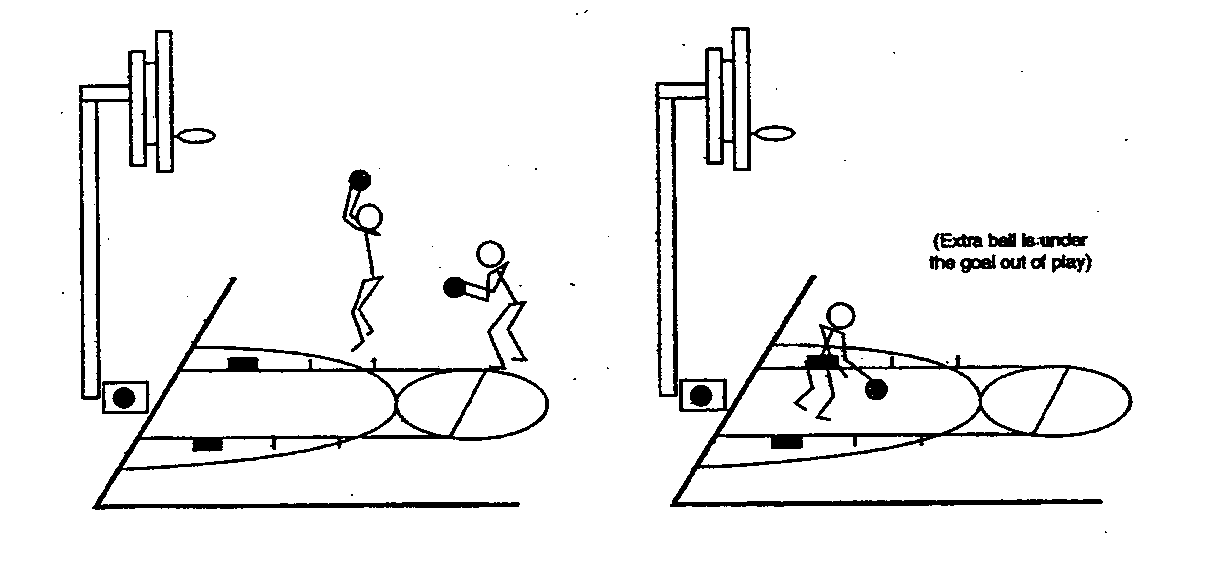 (Extra ball is under
the goal out of play)